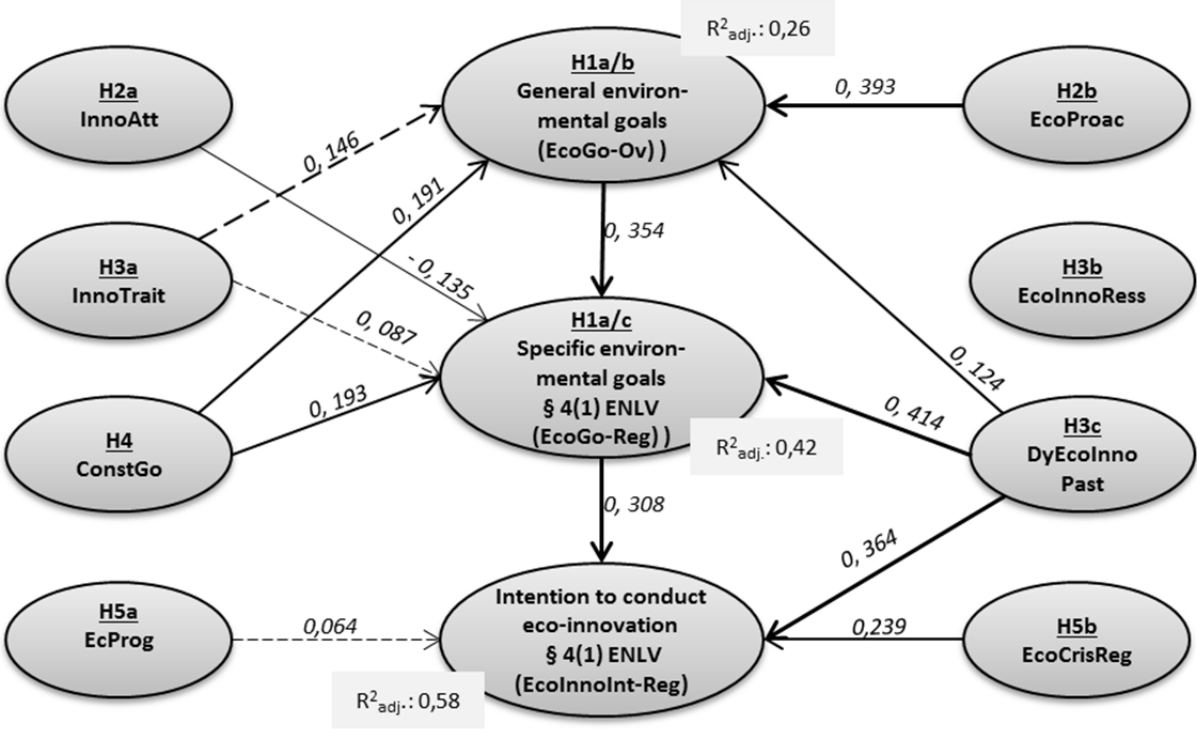 R²adj.: 0,26
H2a
InnoAtt
H1a/b
General environ-
mental goals
(EcoGo-Ov) )
0, 393
H2b
EcoProac
0, 146
0, 191
0, 354
- 0, 135
H3a
InnoTrait
H3b
EcoInnoRess
0, 087
H1a/c
Specific environ-
mental goals
§ 4(1) ENLV
(EcoGo-Reg) )
0, 124
0, 193
0, 414
H4
ConstGo
R²adj.: 0,42
H3c
DyEcoInno
Past
0, 308
0, 364
H5a
EcProg
0,064
Intention to conduct
eco-innovation
§ 4(1) ENLV
(EcoInnoInt-Reg)
0,239
H5b
EcoCrisReg
R²adj.: 0,58